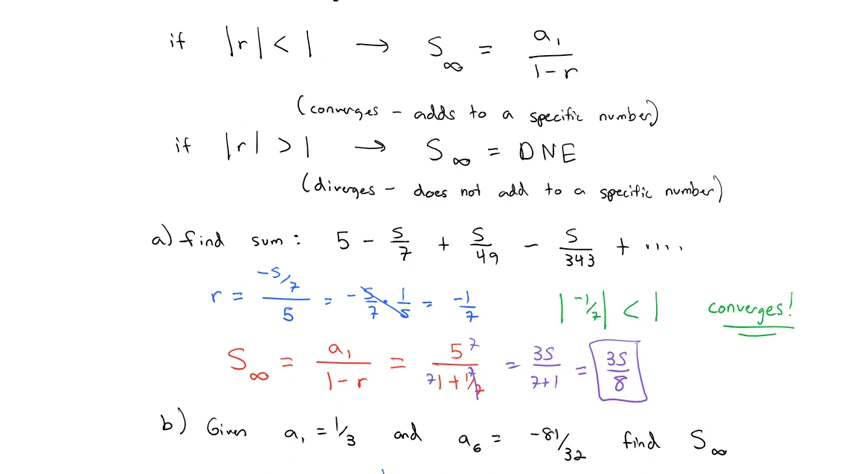 if |r| < 1 → S∞ = a₁/(1-r)
(converges - adds to a specific number)
if |r| > 1 → S∞ = DNE
(diverges - does not add to a specific number)
a) find sum: 5 - 5/7 + 5/49 - 5/343 + ....
r = (-5/7)/5 = -5/7 · 1/5 = -1/7 |-1/7| < 1 converges!
S∞ = a₁/(1-r) = 5·7/(7·1+1/7·7) = 35/(7+1) = 35/8
b) Given a₁ = 1/3 and a₆ = -81/32 find S∞